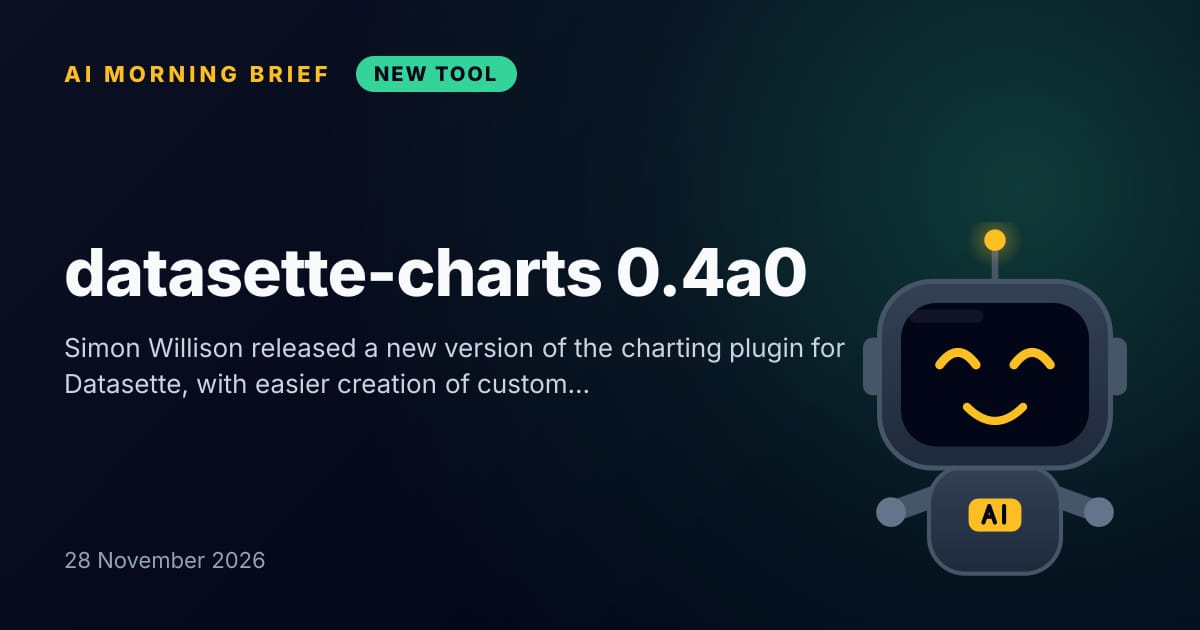 AI MORNING BRIEF
NEW TOOL
datasette-charts 0.4a0
Simon Willison released a new version of the charting plugin for
Datasette, with easier creation of custom...
AI
28 November 2026